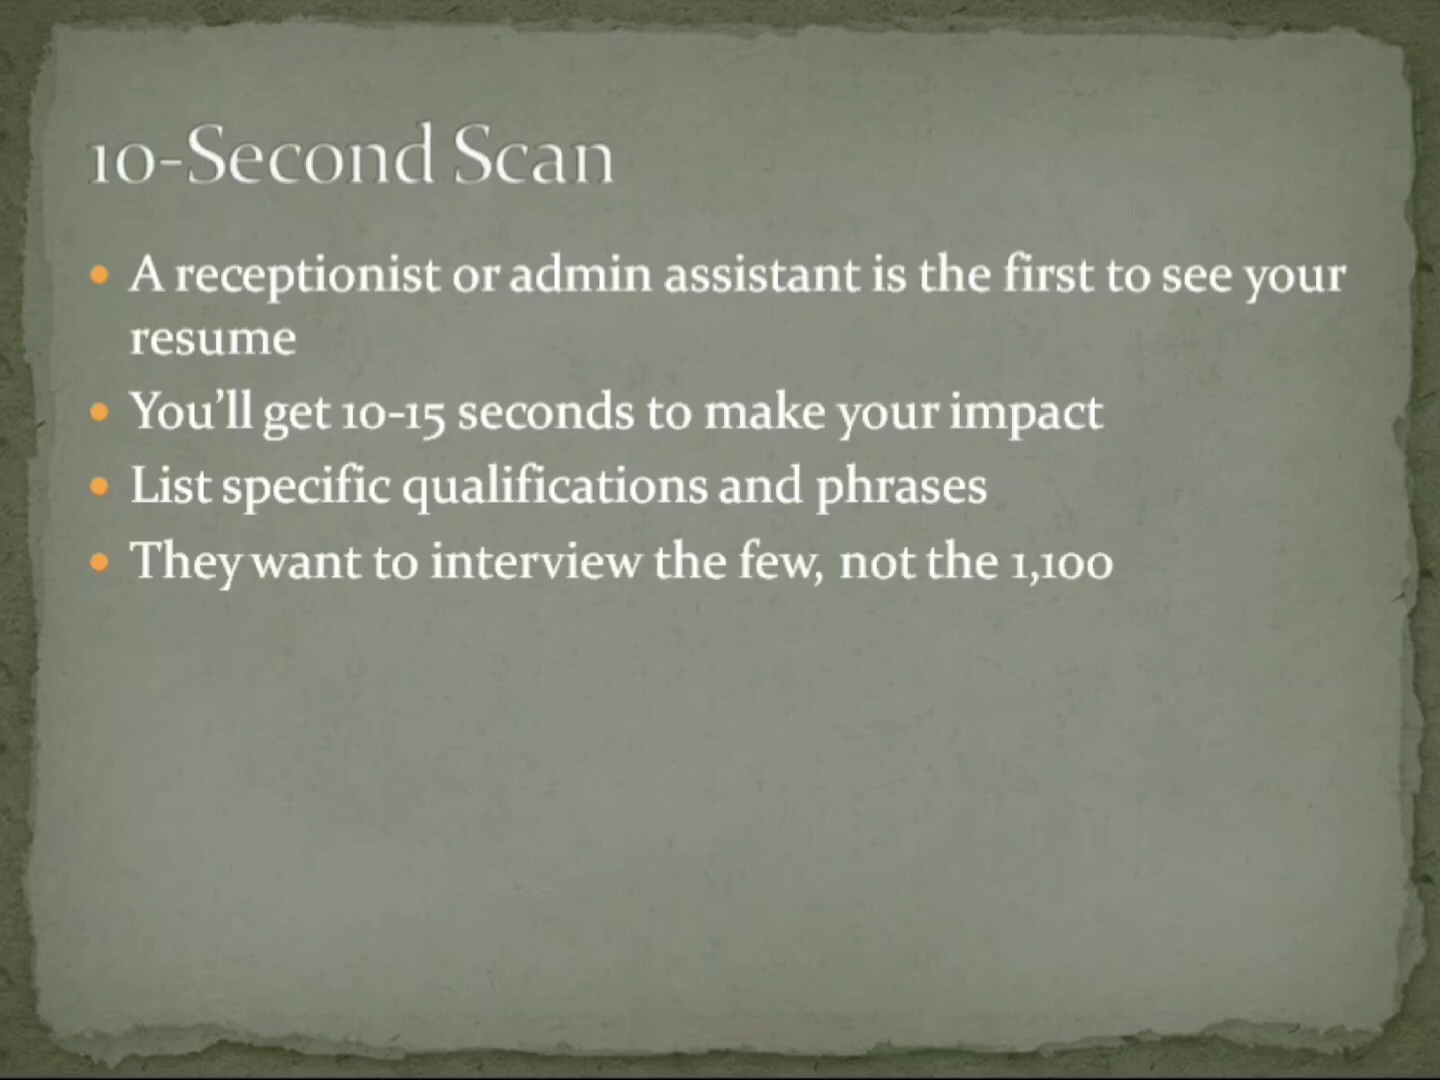 10-Second Scan
A receptionist or admin assistant is the first to see your
resume
You’ll get 10-15 seconds to make your impact
List specific qualifications and phrases
They want to interview the few, not the 1,100